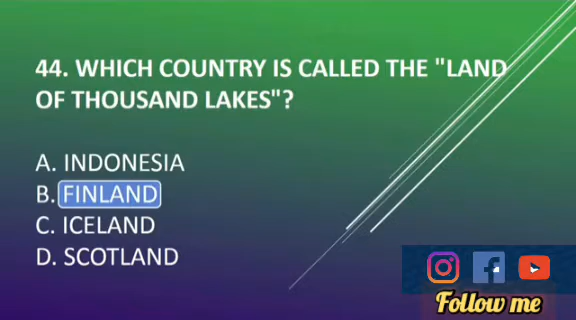 44. WHICH COUNTRY IS CALLED THE "LAND
OF THOUSAND LAKES"?
A. INDONESIA
B. FINLAND
C. ICELAND
D. SCOTLAND
Follow me